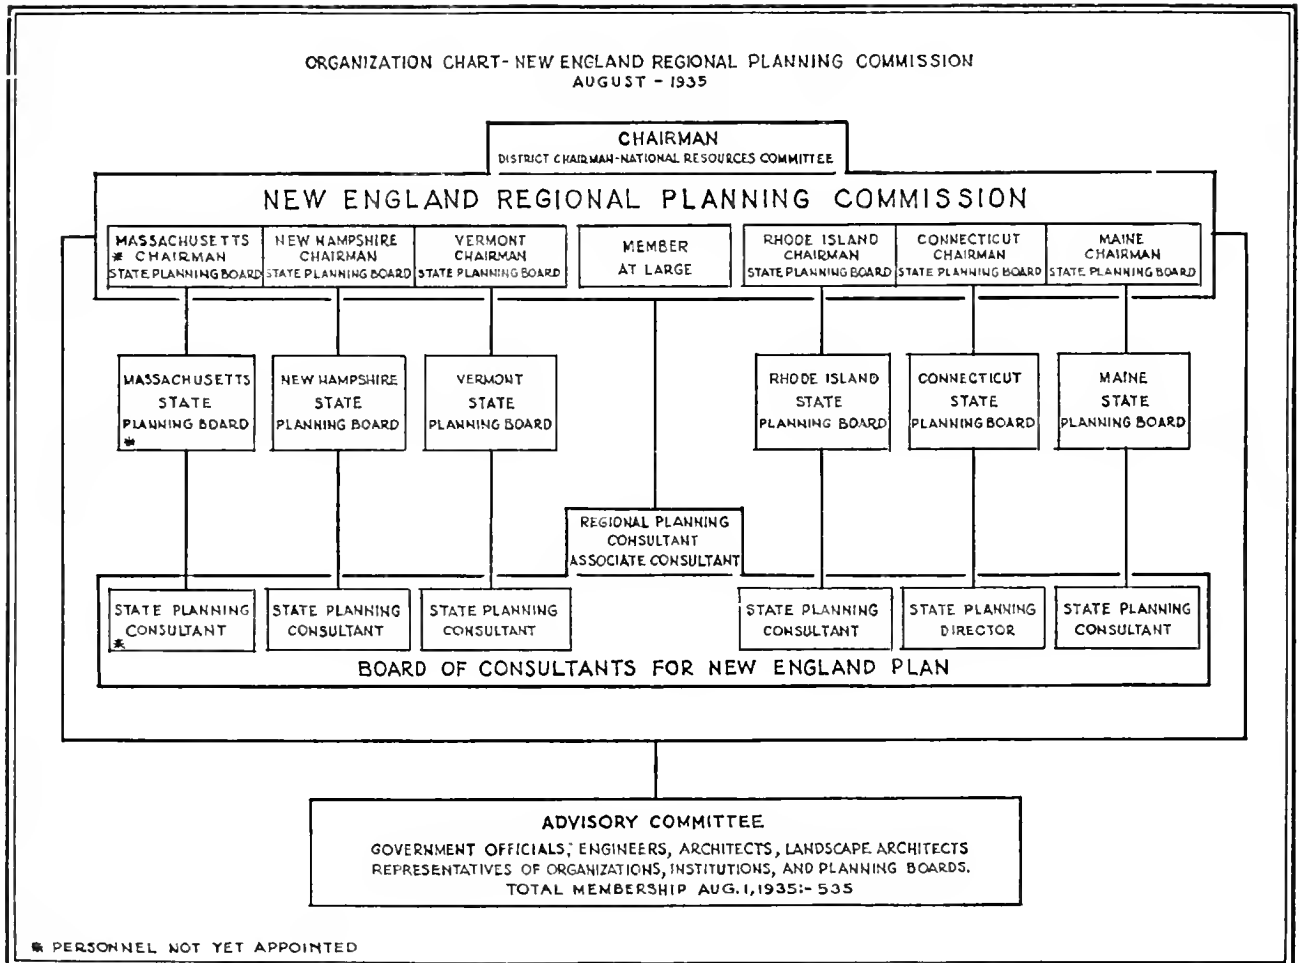 ORGANIZATION CHART- NEW ENGLAND REGIONAL PLANNING COMMISSION
AUGUST - 1935
CHAIRMAN
DISTRICT CHAIRMAN-NATIONAL RESOURCES COMMITTEE
NEW ENGLAND REGIONAL PLANNING COMMISSION
MASSACHUSETTS
* CHAIRMAN
STATE PLANNING BOARD
NEW HAMPSHIRE
CHAIRMAN
STATE PLANNING BOARD
VERMONT
CHAIRMAN
STATE PLANNING BOARD
MEMBER
AT LARGE
RHODE ISLAND
CHAIRMAN
STATE PLANNING BOARD
CONNECTICUT
CHAIRMAN
STATE PLANNING BOARD
MAINE
CHAIRMAN
STATE PLANNING BOARD
MASSACHUSETTS
STATE
PLANNING BOARD
*
NEW HAMPSHIRE
STATE
PLANNING BOARD
VERMONT
STATE
PLANNING BOARD
RHODE ISLAND
STATE
PLANNING BOARD
CONNECTICUT
STATE
PLANNING BOARD
MAINE
STATE
PLANNING BOARD
REGIONAL PLANNING
CONSULTANT
ASSOCIATE CONSULTANT
STATE PLANNING
CONSULTANT
*
STATE PLANNING
CONSULTANT
STATE PLANNING
CONSULTANT
STATE PLANNING
CONSULTANT
STATE PLANNING
DIRECTOR
STATE PLANNING
CONSULTANT
BOARD OF CONSULTANTS FOR NEW ENGLAND PLAN
ADVISORY COMMITTEE
GOVERNMENT OFFICIALS; ENGINEERS, ARCHITECTS, LANDSCAPE ARCHITECTS
REPRESENTATIVES OF ORGANIZATIONS, INSTITUTIONS, AND PLANNING BOARDS.
TOTAL MEMBERSHIP AUG. 1, 1935:- 535
* PERSONNEL NOT YET APPOINTED